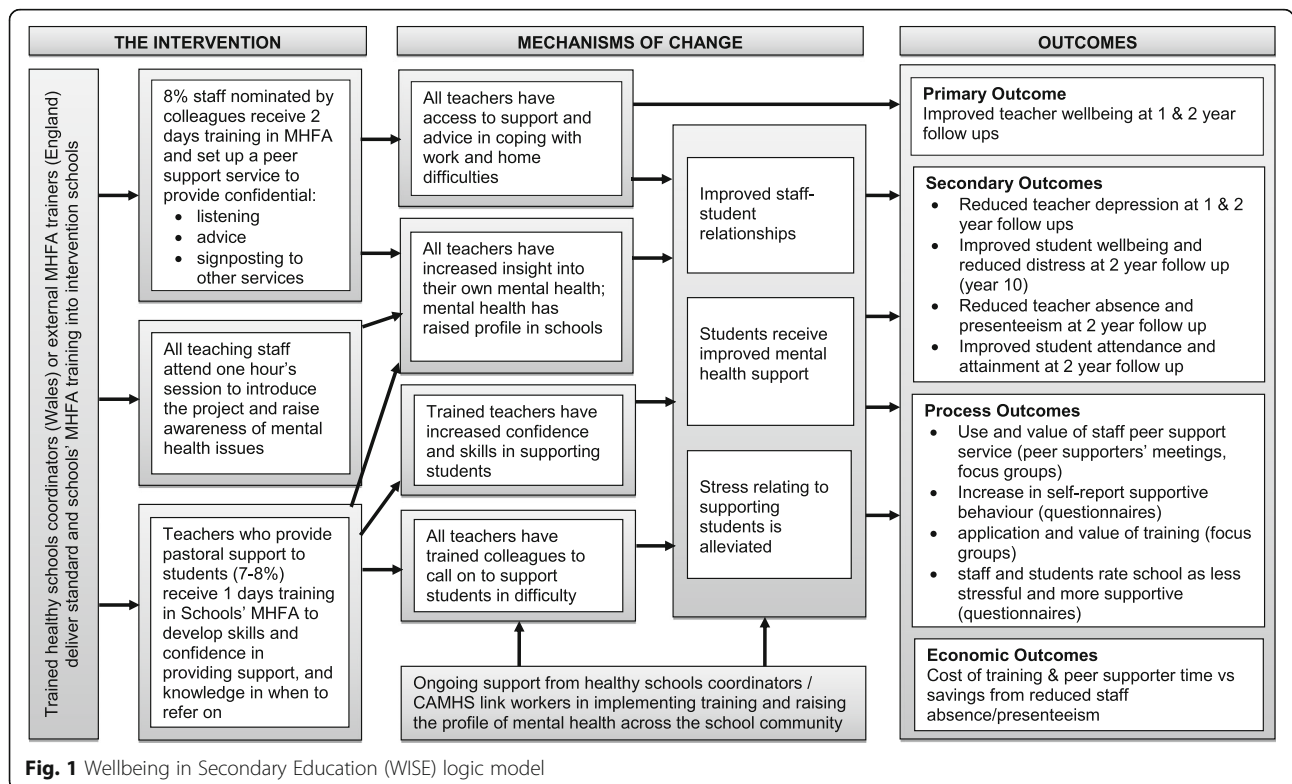 THE INTERVENTION
MECHANISMS OF CHANGE
OUTCOMES
Trained healthy schools coordinators (Wales) or external MHFA trainers (England)
deliver standard and schools' MHFA training into intervention schools
8% staff nominated by
colleagues receive 2
days training in MHFA
and set up a peer
support service to
provide confidential:
• listening
• advice
• signposting to
other services
All teaching staff
attend one hour's
session to introduce
the project and raise
awareness of mental
health issues
Teachers who provide
pastoral support to
students (7-8%)
receive 1 days training
in Schools' MHFA to
develop skills and
confidence in
providing support, and
knowledge in when to
refer on
All teachers have
access to support and
advice in coping with
work and home
difficulties
All teachers have
increased insight into
their own mental health;
mental health has
raised profile in schools
Trained teachers have
increased confidence
and skills in supporting
students
All teachers have
trained colleagues to
call on to support
students in difficulty
Improved staff-
student
relationships
Students receive
improved mental
health support
Stress relating to
supporting
students is
alleviated
Ongoing support from healthy schools coordinators /
CAMHS link workers in implementing training and raising
the profile of mental health across the school community
Primary Outcome
Improved teacher wellbeing at 1 & 2 year
follow ups
Secondary Outcomes
• Reduced teacher depression at 1 & 2
year follow ups
• Improved student wellbeing and
reduced distress at 2 year follow up
(year 10)
• Reduced teacher absence and
presenteeism at 2 year follow up
• Improved student attendance and
attainment at 2 year follow up
Process Outcomes
• Use and value of staff peer support
service (peer supporters' meetings,
focus groups)
• Increase in self-report supportive
behaviour (questionnaires)
• application and value of training (focus
groups)
• staff and students rate school as less
stressful and more supportive
(questionnaires)
Economic Outcomes
Cost of training & peer supporter time vs
savings from reduced staff
absence/presenteeism
Fig. 1 Wellbeing in Secondary Education (WISE) logic model